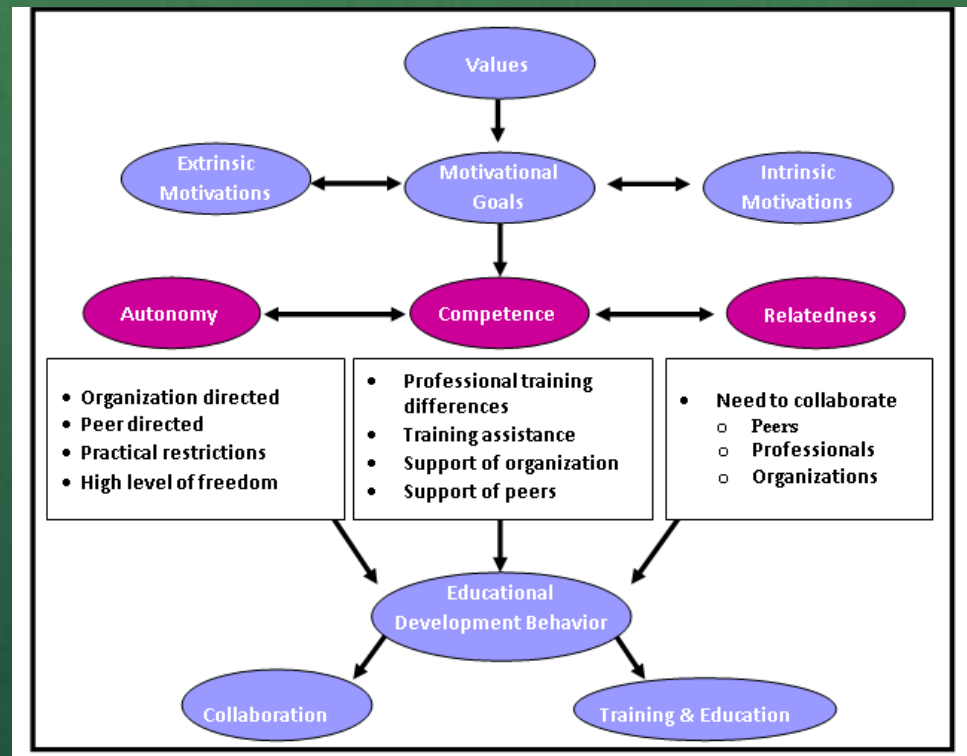 Values
Extrinsic
Motivations
Motivational
Goals
Intrinsic
Motivations
Autonomy
Competence
Relatedness
• Organization directed
• Peer directed
• Practical restrictions
• High level of freedom
• Professional training
differences
• Training assistance
• Support of organization
• Support of peers
• Need to collaborate
o Peers
o Professionals
o Organizations
Educational
Development Behavior
Collaboration
Training & Education